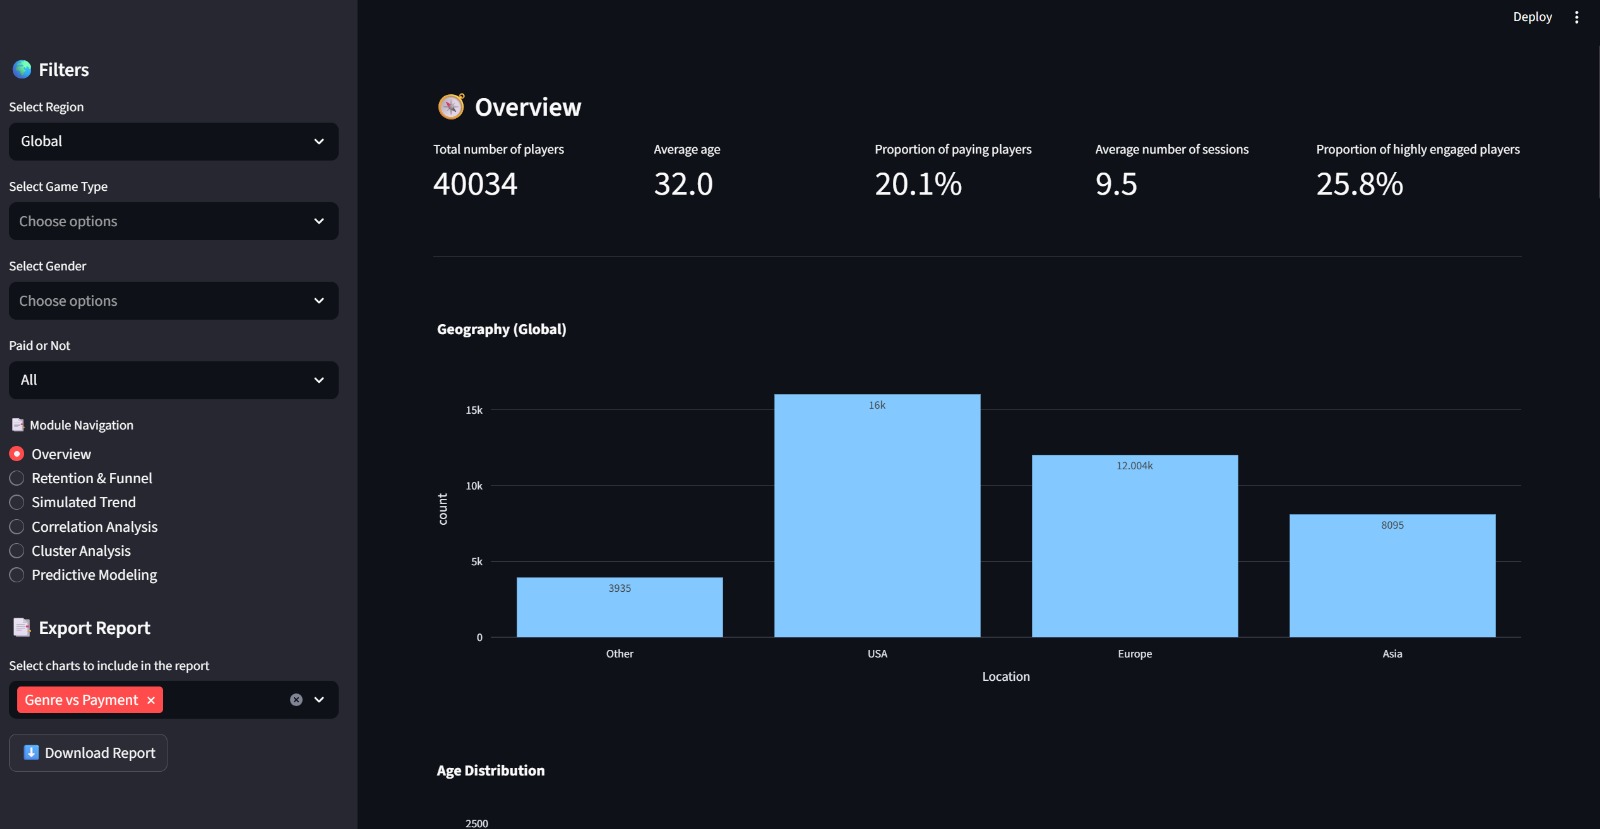 Deploy
Filters
Select Region
Global
Select Game Type
Choose options
Select Gender
Choose options
Paid or Not
All
Module Navigation
Overview
Retention & Funnel
Simulated Trend
Correlation Analysis
Cluster Analysis
Predictive Modeling
Export Report
Select charts to include in the report
Genre vs Payment ×
Download Report
Overview
Total number of players
40034
Average age
32.0
Proportion of paying players
20.1%
Average number of sessions
9.5
Proportion of highly engaged players
25.8%
Geography (Global)
15k
10k
5k
0
count
3935
16k
12.004k
8095
Other
USA
Europe
Asia
Location
Age Distribution
2500